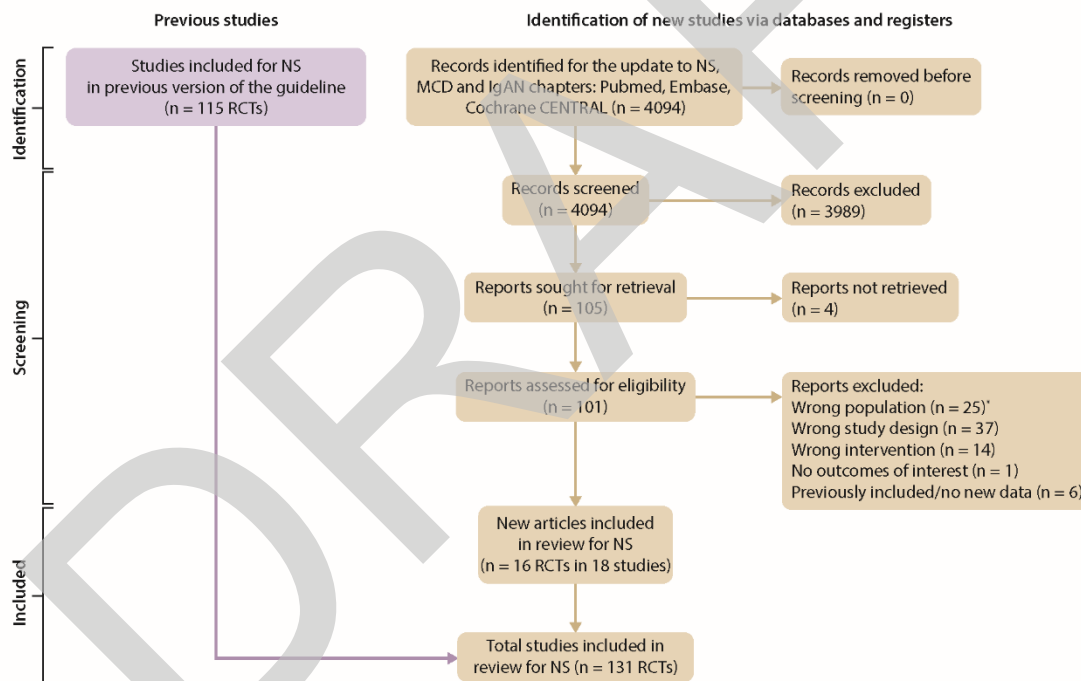 Previous studies
Identification of new studies via databases and registers
Identification
Studies included for NS
in previous version of the guideline
(n = 115 RCTs)
Records identified for the update to NS,
MCD and IgAN chapters: Pubmed, Embase,
Cochrane CENTRAL (n = 4094)
Records removed before
screening (n = 0)
Screening
Records screened
(n = 4094)
Records excluded
(n = 3989)
Reports sought for retrieval
(n = 105)
Reports not retrieved
(n = 4)
Reports assessed for eligibility
(n = 101)
Reports excluded:
Wrong population (n = 25)*
Wrong study design (n = 37)
Wrong intervention (n = 14)
No outcomes of interest (n = 1)
Previously included/no new data (n = 6)
Included
New articles included
in review for NS
(n = 16 RCTs in 18 studies)
Total studies included in
review for NS (n = 131 RCTs)
DRAF